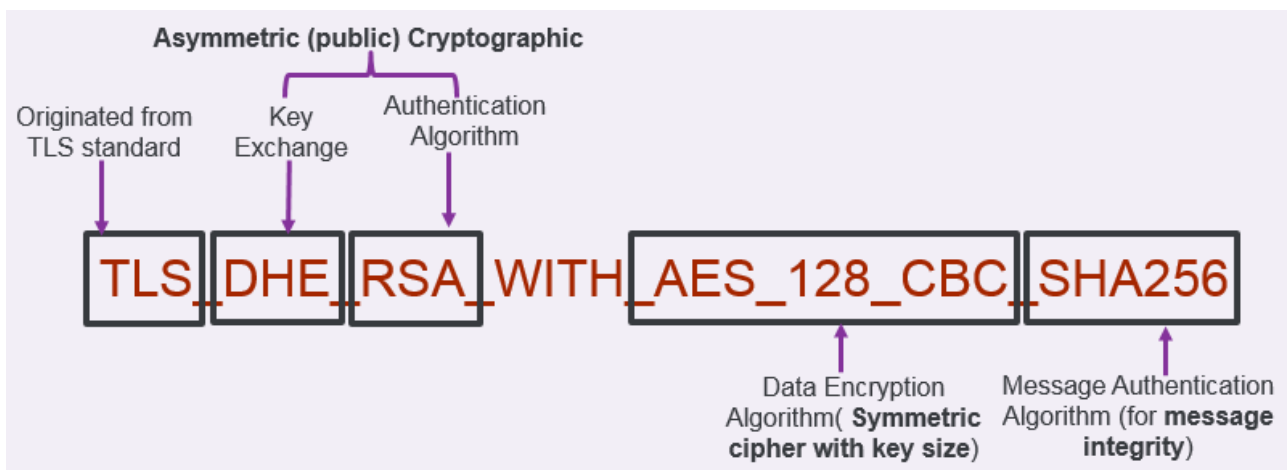 Asymmetric (public) Cryptographic
Originated from
TLS standard
Key
Exchange
Authentication
Algorithm
TLS_DHE_RSA_WITH_AES_128_CBC_SHA256
Data Encryption
Algorithm( Symmetric
cipher with key size)
Message Authentication
Algorithm (for message
integrity)